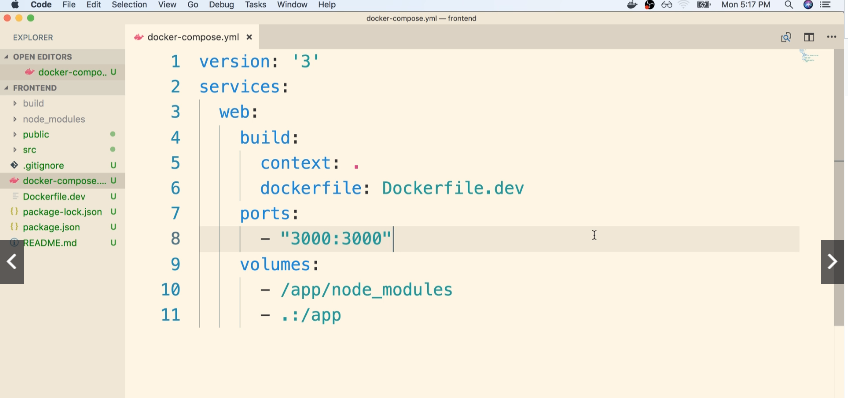 Code File Edit Selection View Go Debug Tasks Window Help Mon 5:17 PM
docker-compose.yml — frontend
EXPLORER
docker-compose.yml ×
OPEN EDITORS
docker-compo.. U
FRONTEND
build
node_modules
public
src
.gitignore U
docker-compose.... U
Dockerfile.dev U
package-lock.json U
package.json U
README.md U
1 version: '3'
2 services:
3 web:
4 build:
5 context: .
6 dockerfile: Dockerfile.dev
7 ports:
8 - "3000:3000"
9 volumes:
10 - /app/node_modules
11 - .:/app